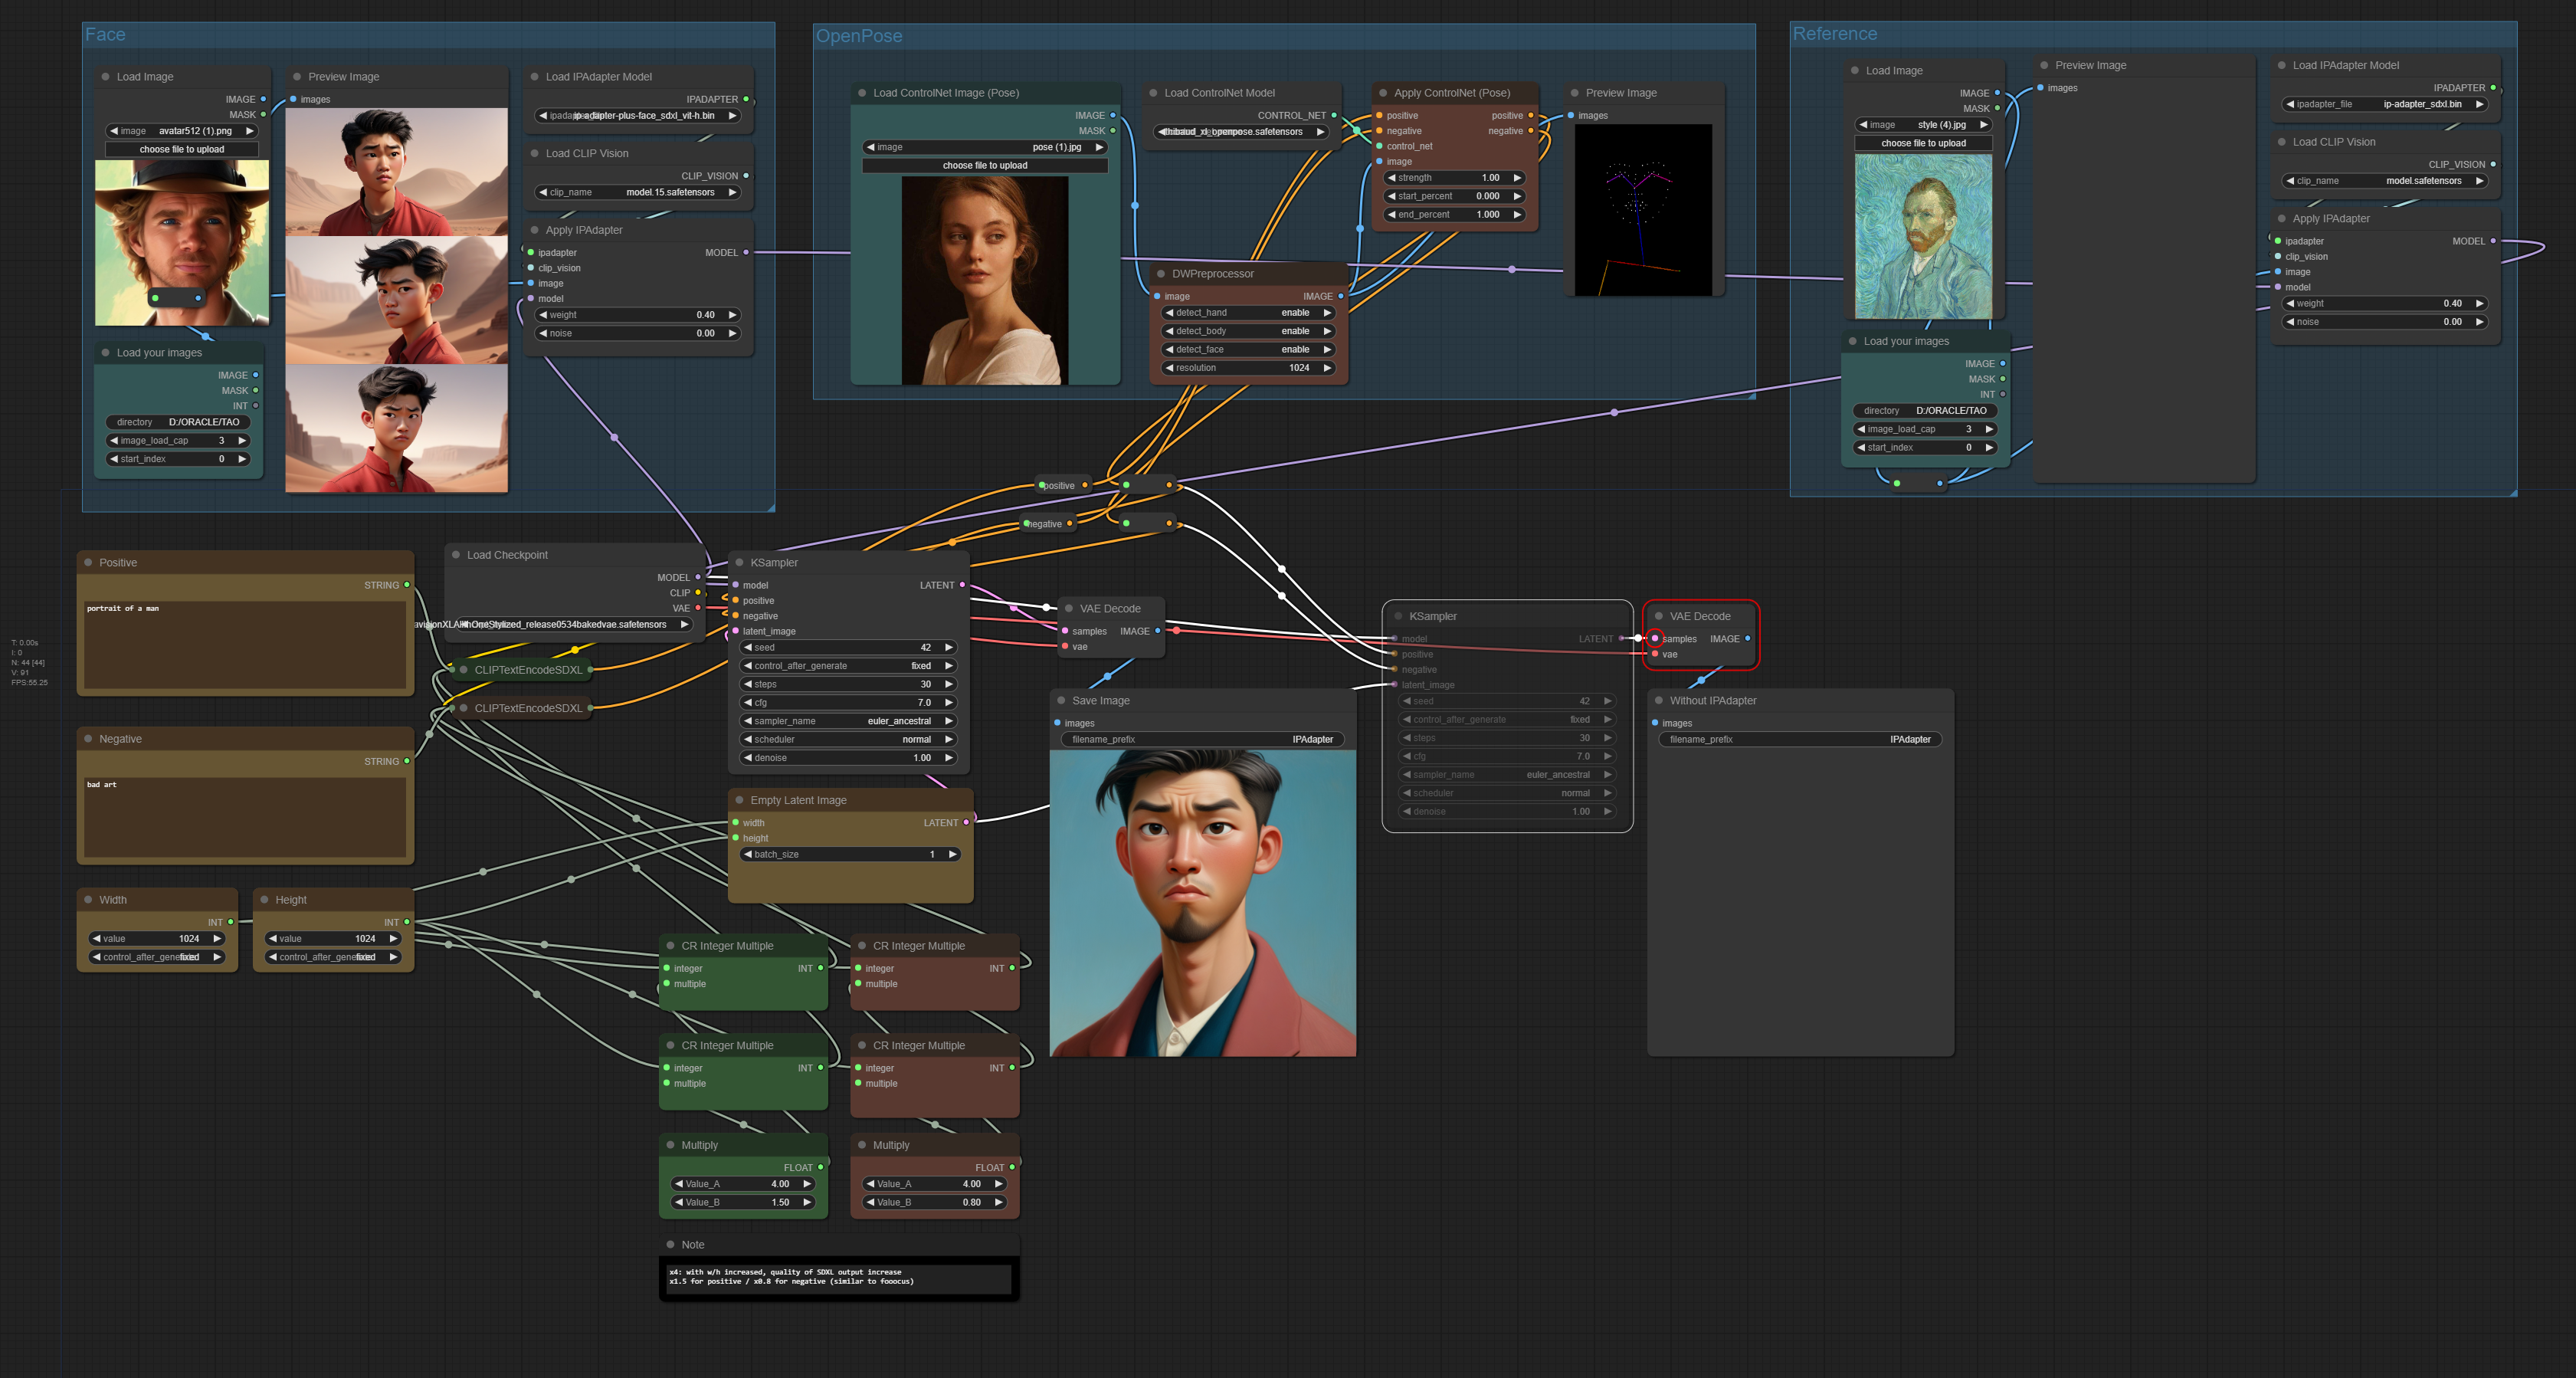 Face
Load Image
IMAGE
MASK
image avatar512 (1).png
choose file to upload
Preview Image
images
Load IPAdapter Model
IPADAPTER
ip-adapter-plus-face_sdxl_vit-h.bin
Load CLIP Vision
CLIP_VISION
clip_name model.15.safetensors
Apply IPAdapter
ipadapter MODEL
clip_vision
image
model
weight 0.40
noise 0.00
Load your images
IMAGE
MASK
INT
directory D:/ORACLE/TAO
image_load_cap 3
start_index 0
OpenPose
Load ControlNet Image (Pose)
IMAGE
MASK
image pose (1).jpg
choose file to upload
Load ControlNet Model
CONTROL_NET
Apply ControlNet (Pose)
positive positive
negative negative
control_net
image
strength 1.00
start_percent 0.000
end_percent 1.000
Preview Image
images
DWPreprocessor
image IMAGE
detect_hand enable
detect_body enable
detect_face enable
resolution 1024
Reference
Load Image
IMAGE
MASK
image style (4).jpg
choose file to upload
Preview Image
images
Load IPAdapter Model
IPADAPTER
ipadapter_file ip-adapter_sdxl.bin
Load CLIP Vision
CLIP_VISION
clip_name model.safetensors
Apply IPAdapter
ipadapter MODEL
clip_vision
image
model
weight 0.40
noise 0.00
Load your images
IMAGE
MASK
INT
directory D:/ORACLE/TAO
image_load_cap 3
start_index 0
positive
negative
Positive
STRING
portrait of a man
Negative
STRING
bad art
T: 0.00s
I: 0
N: 44 [44]
V: 91
FPS:55.25
Load Checkpoint
MODEL
CLIP
VAE
CLIPTextEncodeSDXL
CLIPTextEncodeSDXL
KSampler
model LATENT
positive
negative
latent_image
seed 42
control_after_generate fixed
steps 30
cfg 7.0
sampler_name euler_ancestral
scheduler normal
denoise 1.00
Empty Latent Image
width LATENT
height
batch_size 1
VAE Decode
samples IMAGE
vae
Save Image
images
filename_prefix IPAdapter
KSampler
model LATENT
positive
negative
latent_image
seed 42
control_after_generate fixed
steps 30
cfg 7.0
sampler_name euler_ancestral
scheduler normal
denoise 1.00
VAE Decode
samples IMAGE
vae
Without IPAdapter
images
filename_prefix IPAdapter
Width
INT
value 1024
control_after_gene fixed
Height
INT
value 1024
control_after_gene fixed
CR Integer Multiple
integer INT
multiple
CR Integer Multiple
integer INT
multiple
CR Integer Multiple
integer INT
multiple
CR Integer Multiple
integer INT
multiple
Multiply
FLOAT
Value_A 4.00
Value_B 1.50
Multiply
FLOAT
Value_A 4.00
Value_B 0.80
Note
x4: with w/h increased, quality of SDXL output increase
x1.5 for positive / x0.8 for negative (similar to fooocus)